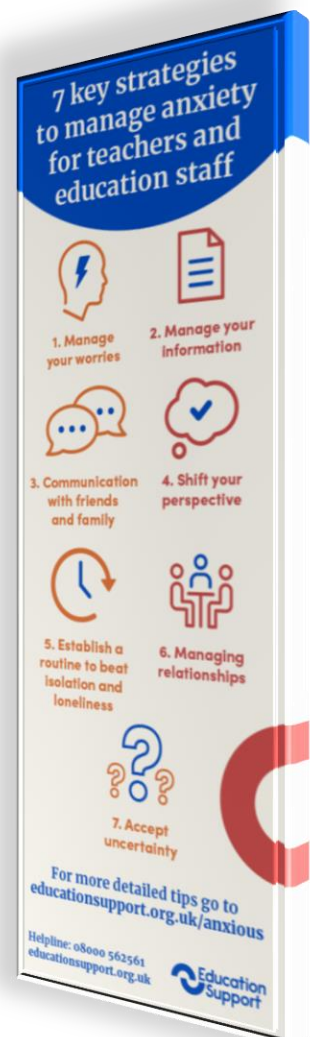 7 key strategies
to manage anxiety
for teachers and
education staff
1. Manage
your worries
2. Manage your
information
3. Communication
with friends
and family
4. Shift your
perspective
5. Establish a
routine to beat
isolation and
loneliness
6. Managing
relationships
7. Accept
uncertainty
For more detailed tips go to
educationsupport.org.uk/anxious
Helpline: 08000 562561
educationsupport.org.uk
Education
Support